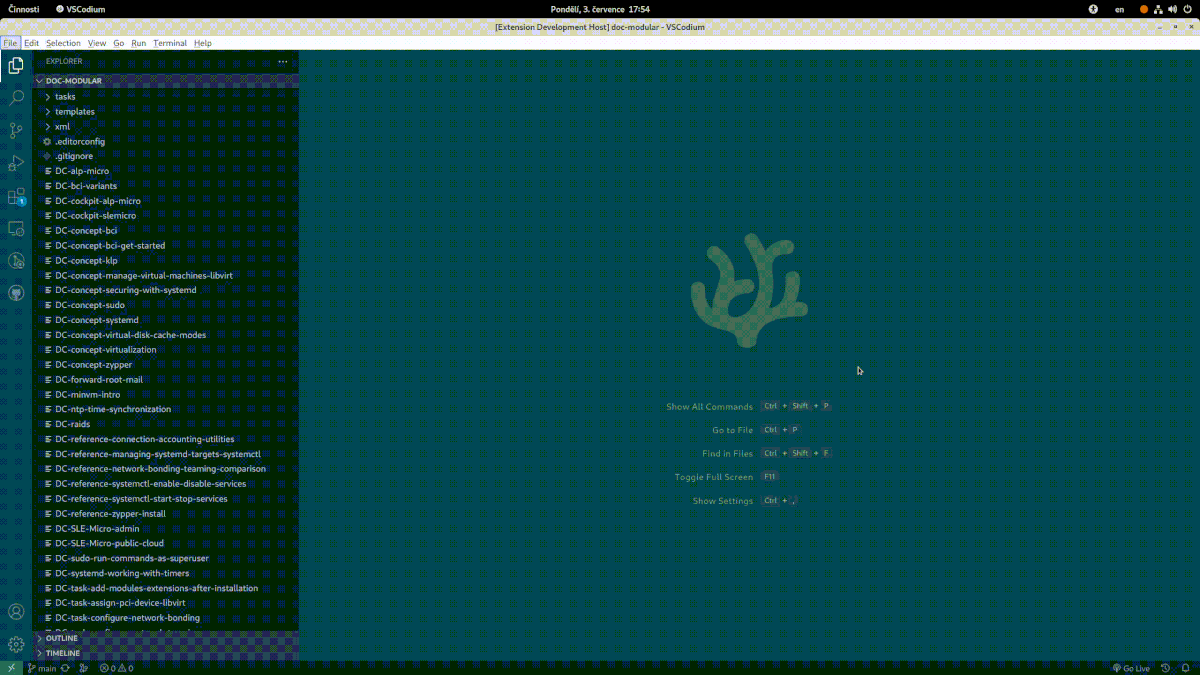 Činnosti VSCodium Pondělí, 3. července 17:54 en
[Extension Development Host] doc-modular - VSCodium
File Edit Selection View Go Run Terminal Help
EXPLORER ···
DOC-MODULAR
tasks
templates
xml
.editorconfig
.gitignore
DC-alp-micro
DC-bci-variants
DC-cockpit-alp-micro
DC-cockpit-slemicro
DC-concept-bci
DC-concept-bci-get-started
DC-concept-klp
DC-concept-manage-virtual-machines-libvirt
DC-concept-securing-with-systemd
DC-concept-sudo
DC-concept-systemd
DC-concept-virtual-disk-cache-modes
DC-concept-virtualization
DC-concept-zypper
DC-forward-root-mail
DC-minvm-intro
DC-ntp-time-synchronization
DC-raids
DC-reference-connection-accounting-utilities
DC-reference-managing-systemd-targets-systemctl
DC-reference-network-bonding-teaming-comparison
DC-reference-systemctl-enable-disable-services
DC-reference-systemctl-start-stop-services
DC-reference-zypper-install
DC-SLE-Micro-admin
DC-SLE-Micro-public-cloud
DC-sudo-run-commands-as-superuser
DC-systemd-working-with-timers
DC-task-add-modules-extensions-after-installation
DC-task-assign-pci-device-libvirt
DC-task-configure-network-bonding
OUTLINE
TIMELINE
1
Show All Commands Ctrl + Shift + P
Go to File Ctrl + P
Find in Files Ctrl + Shift + F
Toggle Full Screen F11
Show Settings Ctrl + ,
main 0 0 Go Live